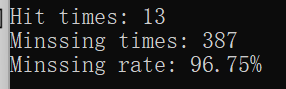 Hit times: 13
Minssing times: 387
Minssing rate: 96.75%